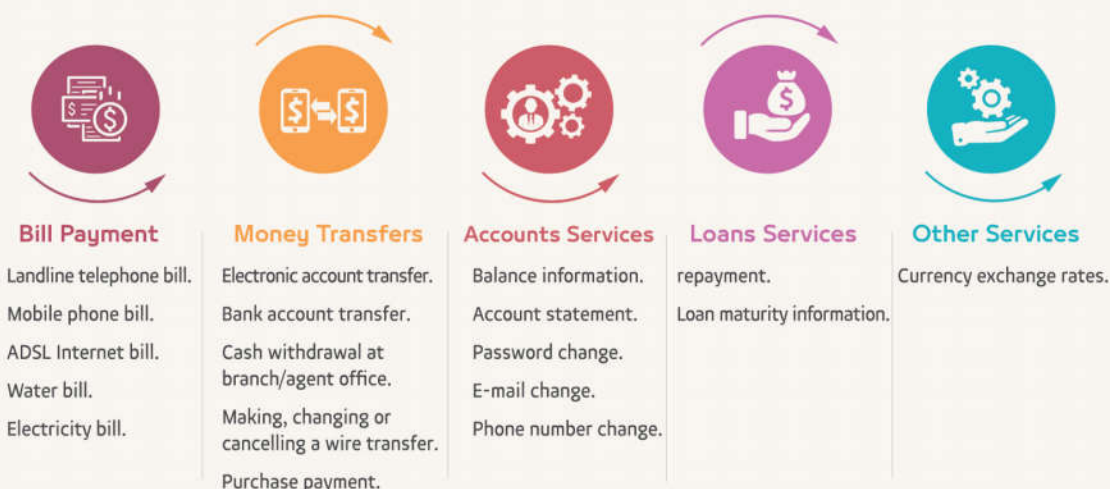 Bill Payment
Landline telephone bill.
Mobile phone bill.
ADSL Internet bill.
Water bill.
Electricity bill.
Money Transfers
Electronic account transfer.
Bank account transfer.
Cash withdrawal at
branch/agent office.
Making, changing or
cancelling a wire transfer.
Purchase payment.
Accounts Services
Balance information.
Account statement.
Password change.
E-mail change.
Phone number change.
Loans Services
repayment.
Loan maturity information.
Other Services
Currency exchange rates.